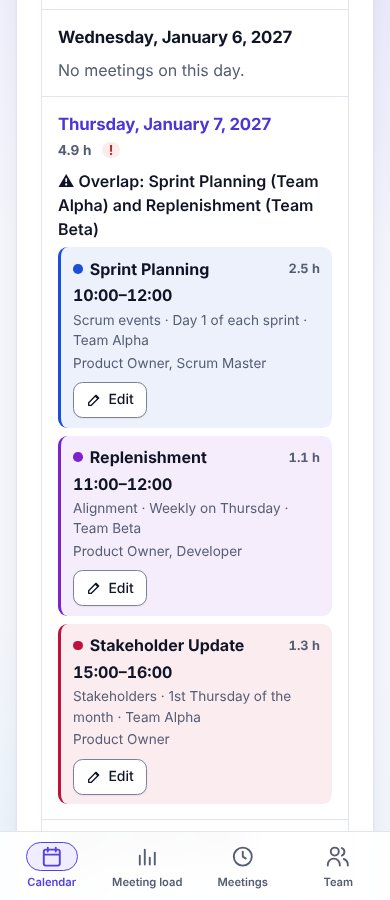 Wednesday, January 6, 2027
No meetings on this day.
Thursday, January 7, 2027
4.9 h !
⚠ Overlap: Sprint Planning (Team
Alpha) and Replenishment (Team
Beta)
Sprint Planning 2.5 h
10:00–12:00
Scrum events · Day 1 of each sprint ·
Team Alpha
Product Owner, Scrum Master
Edit
Replenishment 1.1 h
11:00–12:00
Alignment · Weekly on Thursday ·
Team Beta
Product Owner, Developer
Edit
Stakeholder Update 1.3 h
15:00–16:00
Stakeholders · 1st Thursday of the
month · Team Alpha
Product Owner
Edit
Calendar Meeting load Meetings Team